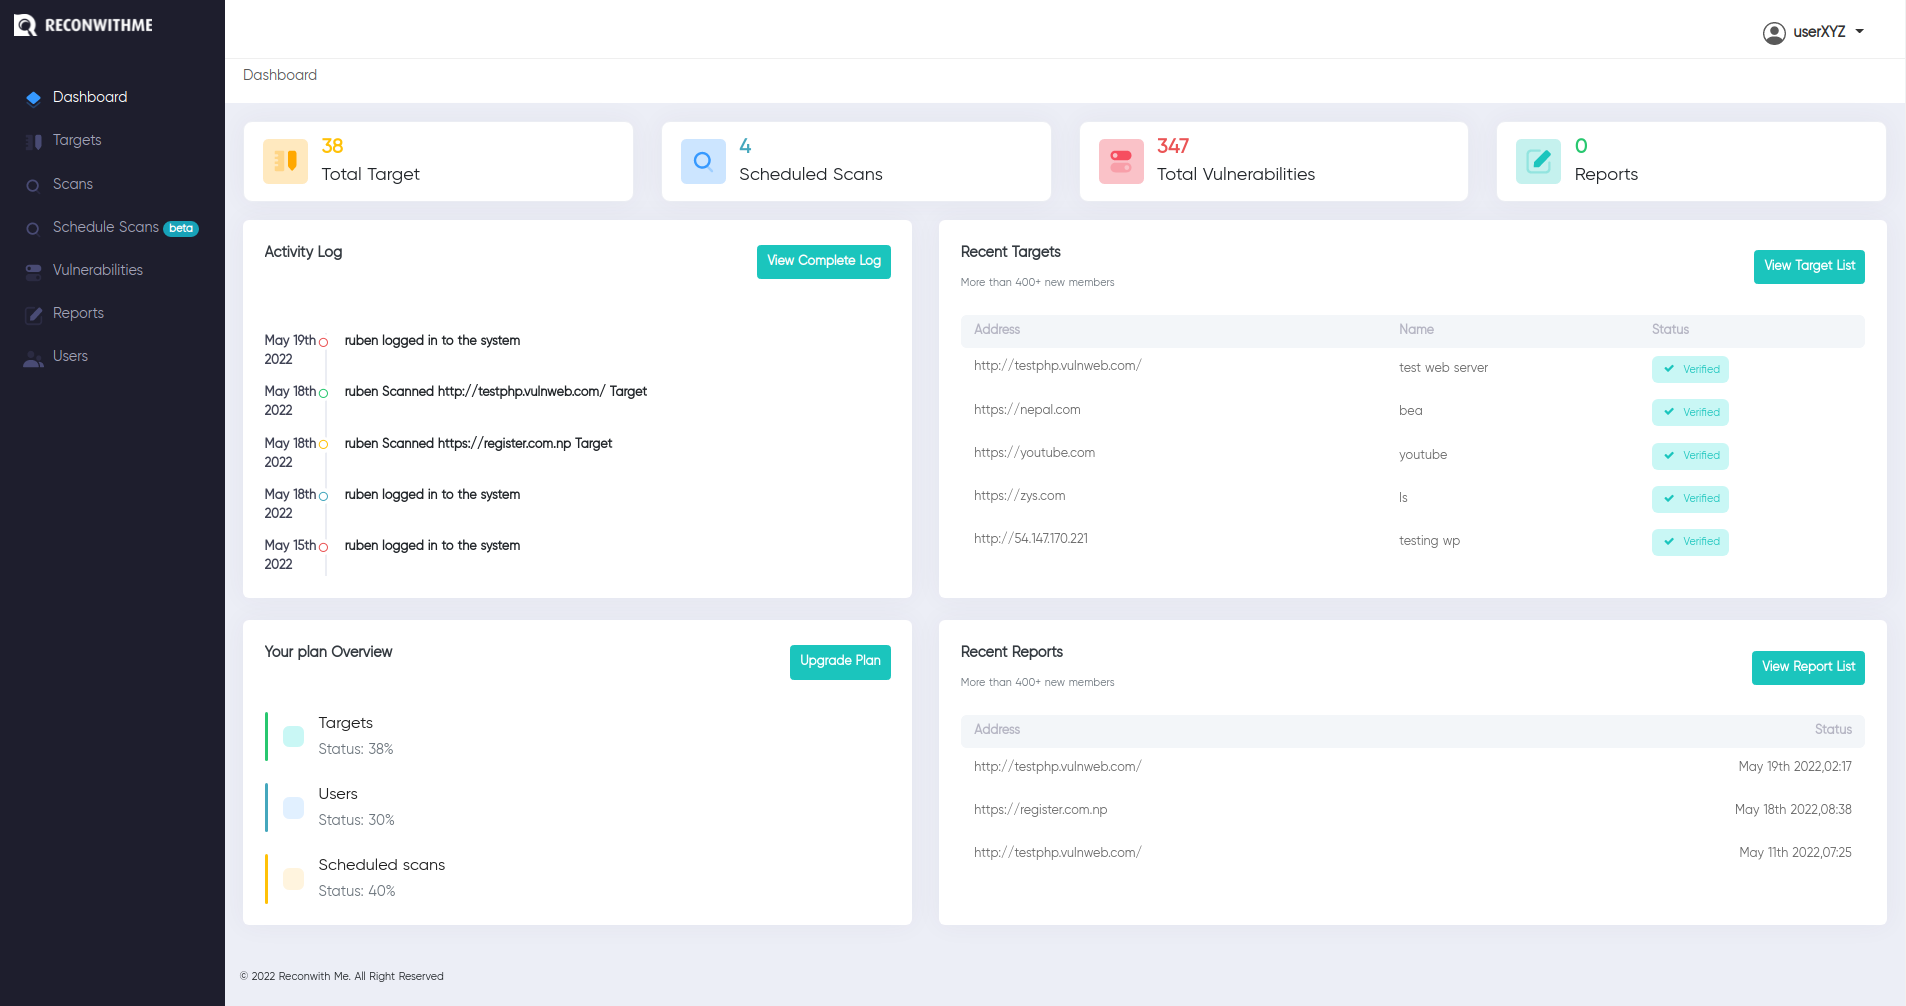 RECONWITHME
userXYZ
Dashboard
Dashboard
Targets
Scans
Schedule Scans beta
Vulnerabilities
Reports
Users
38
Total Target
4
Scheduled Scans
347
Total Vulnerabilities
0
Reports
Activity Log
View Complete Log
May 19th 2022
ruben logged in to the system
May 18th 2022
ruben Scanned http://testphp.vulnweb.com/ Target
May 18th 2022
ruben Scanned https://register.com.np Target
May 18th 2022
ruben logged in to the system
May 15th 2022
ruben logged in to the system
Recent Targets
More than 400+ new members
View Target List
Address Name Status
http://testphp.vulnweb.com/ test web server Verified
https://nepal.com bea Verified
https://youtube.com youtube Verified
https://zys.com ls Verified
http://54.147.170.221 testing wp Verified
Your plan Overview
Upgrade Plan
Targets
Status: 38%
Users
Status: 30%
Scheduled scans
Status: 40%
Recent Reports
More than 400+ new members
View Report List
Address Status
http://testphp.vulnweb.com/ May 19th 2022,02:17
https://register.com.np May 18th 2022,08:38
http://testphp.vulnweb.com/ May 11th 2022,07:25
© 2022 Reconwith Me. All Right Reserved